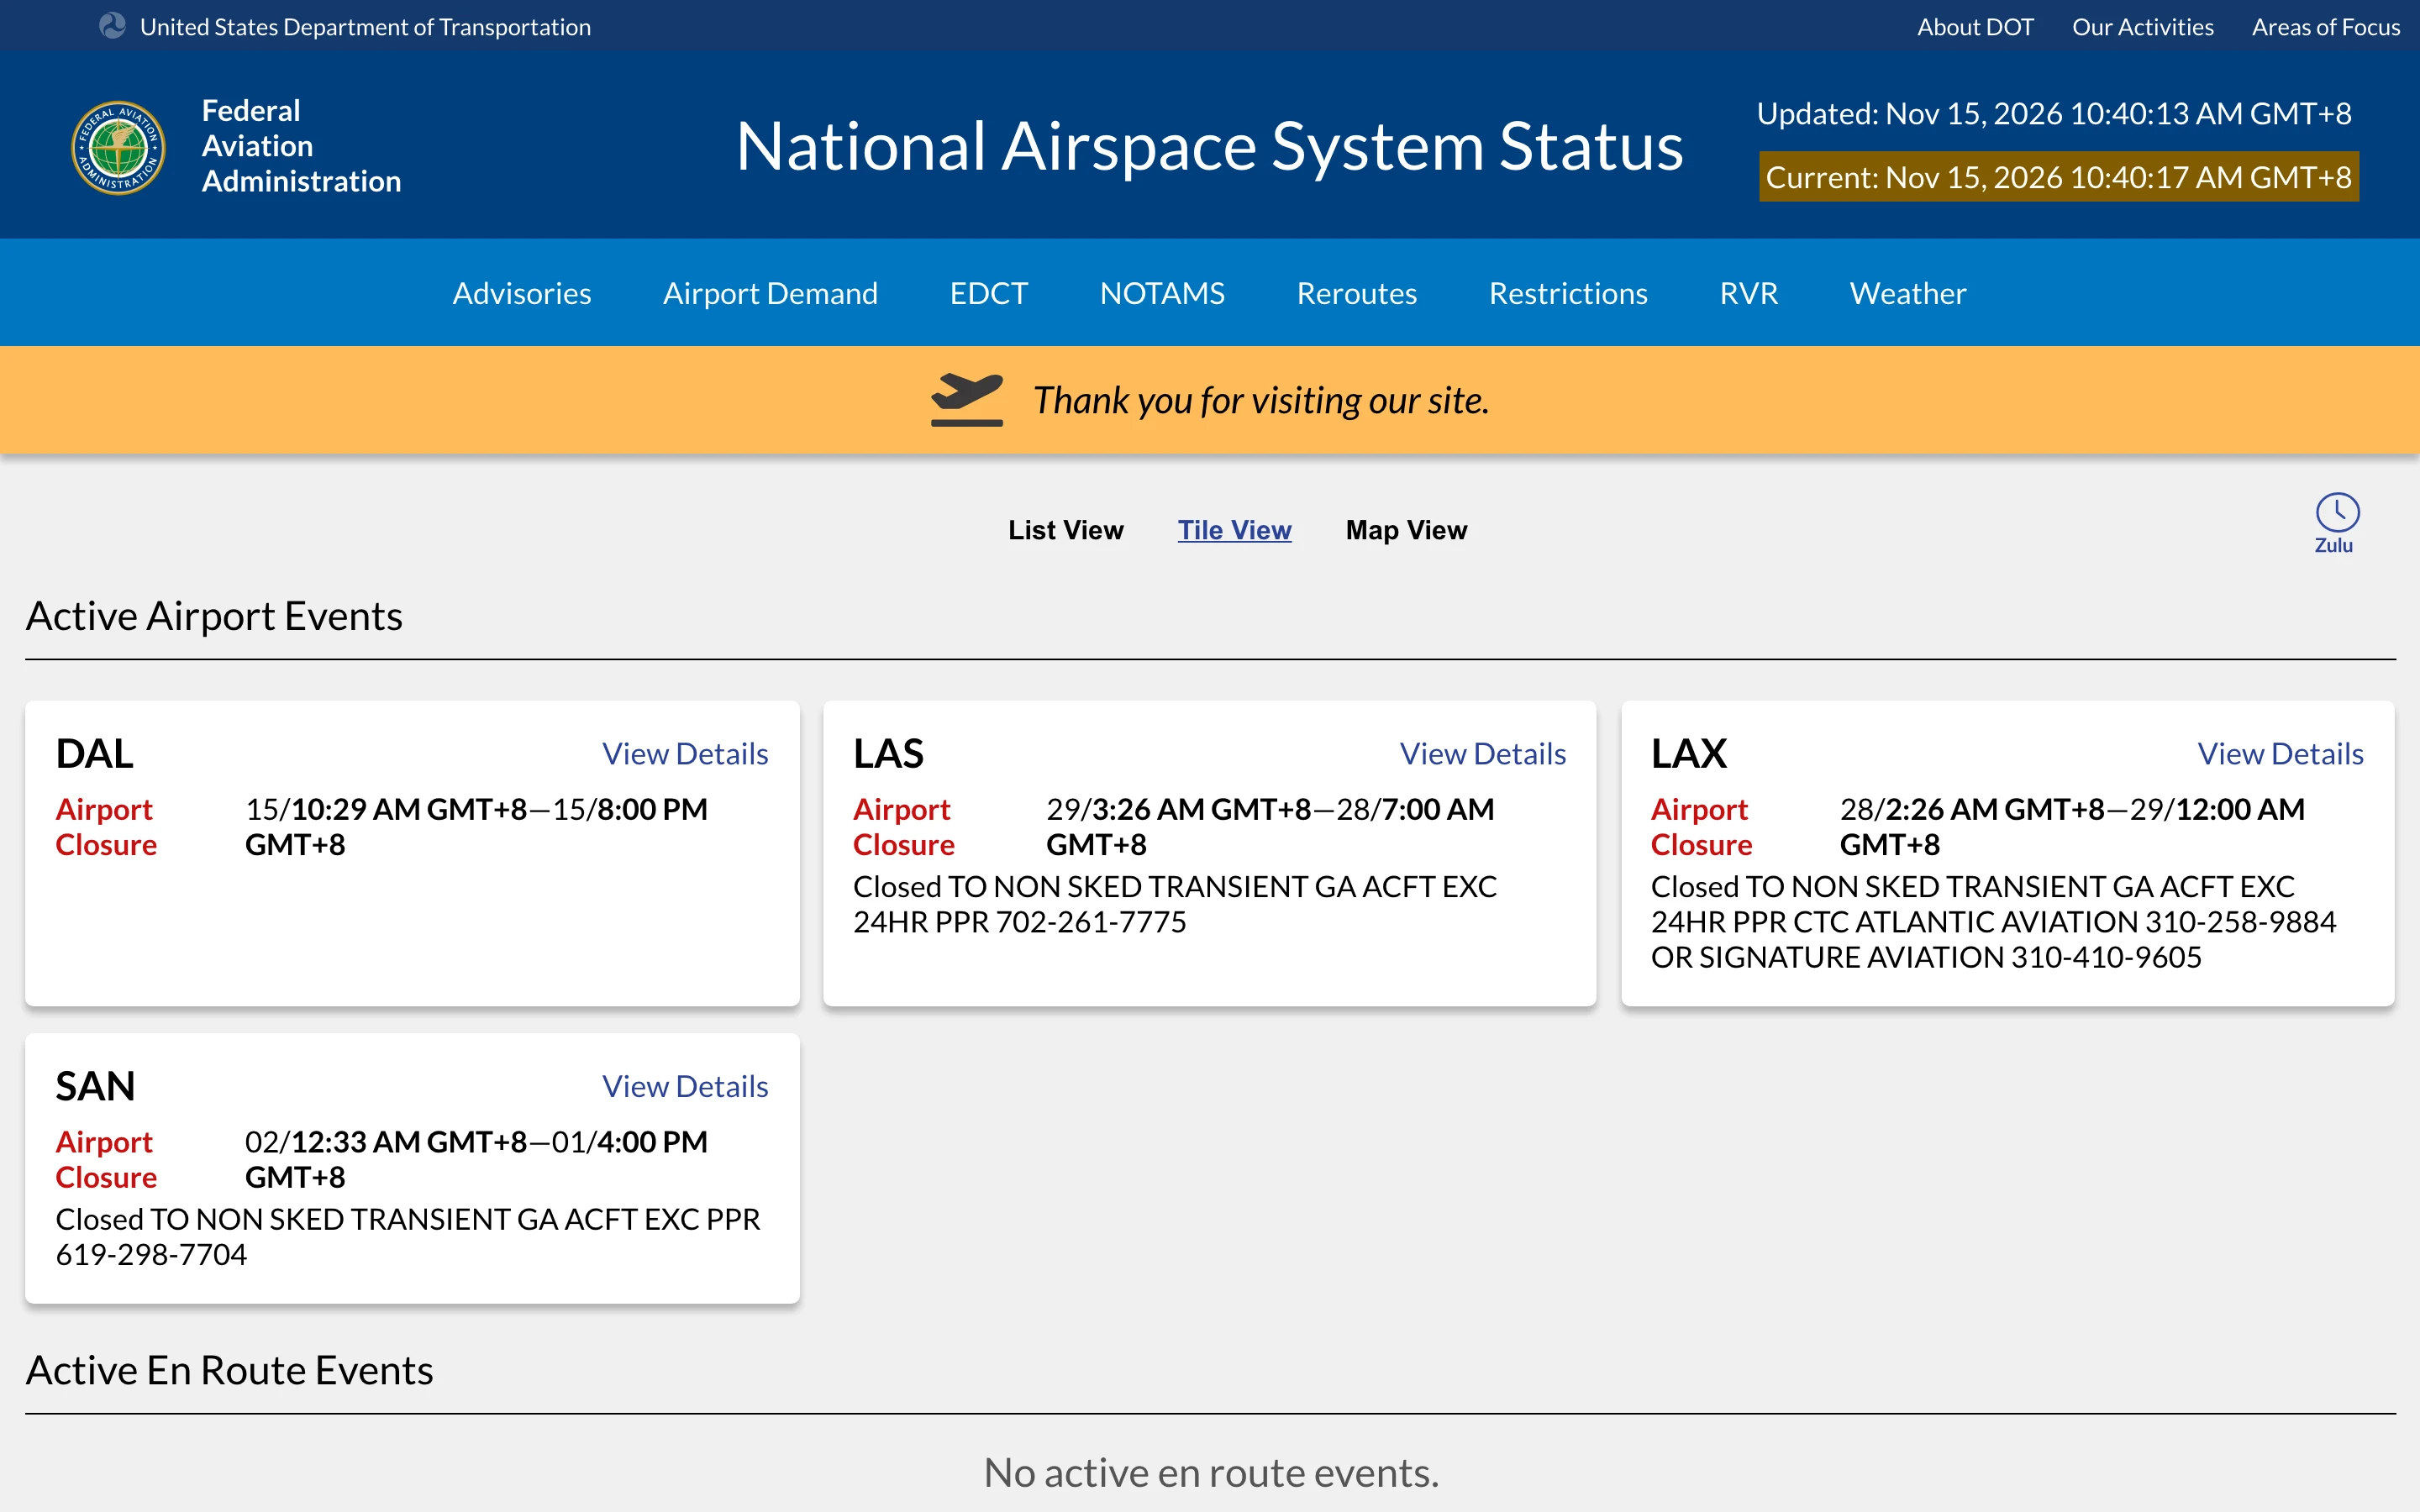 United States Department of Transportation
About DOT Our Activities Areas of Focus
FEDERAL AVIATION ADMINISTRATION
Federal
Aviation
Administration
National Airspace System Status
Updated: Nov 15, 2026 10:40:13 AM GMT+8
Current: Nov 15, 2026 10:40:17 AM GMT+8
Advisories Airport Demand EDCT NOTAMS Reroutes Restrictions RVR Weather
Thank you for visiting our site.
List View Tile View Map View
Zulu
Active Airport Events
DAL View Details
Airport Closure 15/10:29 AM GMT+8—15/8:00 PM GMT+8
LAS View Details
Airport Closure 29/3:26 AM GMT+8—28/7:00 AM GMT+8
Closed TO NON SKED TRANSIENT GA ACFT EXC
24HR PPR 702-261-7775
LAX View Details
Airport Closure 28/2:26 AM GMT+8—29/12:00 AM GMT+8
Closed TO NON SKED TRANSIENT GA ACFT EXC
24HR PPR CTC ATLANTIC AVIATION 310-258-9884
OR SIGNATURE AVIATION 310-410-9605
SAN View Details
Airport Closure 02/12:33 AM GMT+8—01/4:00 PM GMT+8
Closed TO NON SKED TRANSIENT GA ACFT EXC PPR
619-298-7704
Active En Route Events
No active en route events.